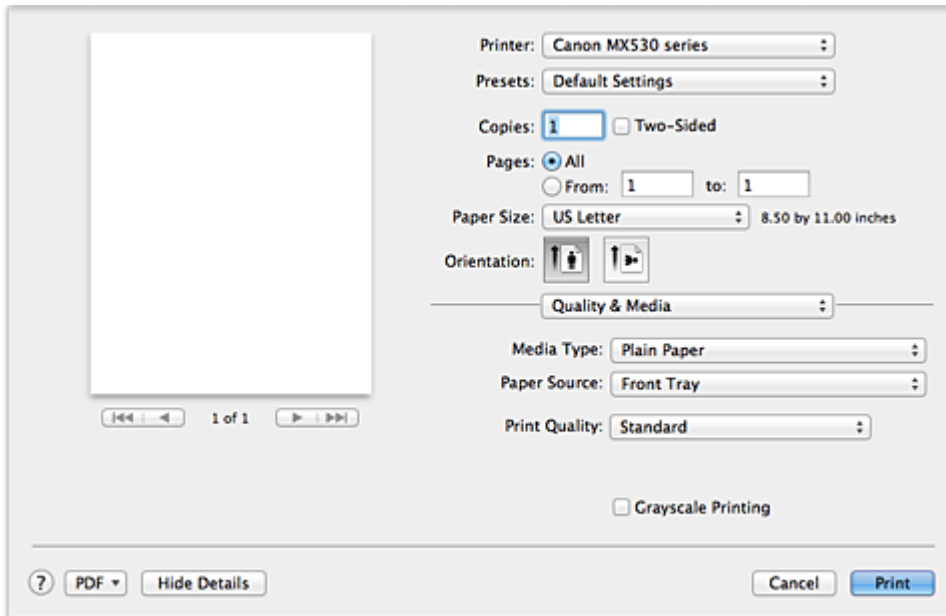 Printer: Canon MX530 series
Presets: Default Settings
Copies: 1 Two-Sided
Pages: All
From: 1 to: 1
Paper Size: US Letter 8.50 by 11.00 inches
Orientation:
Quality & Media
Media Type: Plain Paper
Paper Source: Front Tray
1 of 1
Print Quality: Standard
Grayscale Printing
? PDF Hide Details Cancel Print